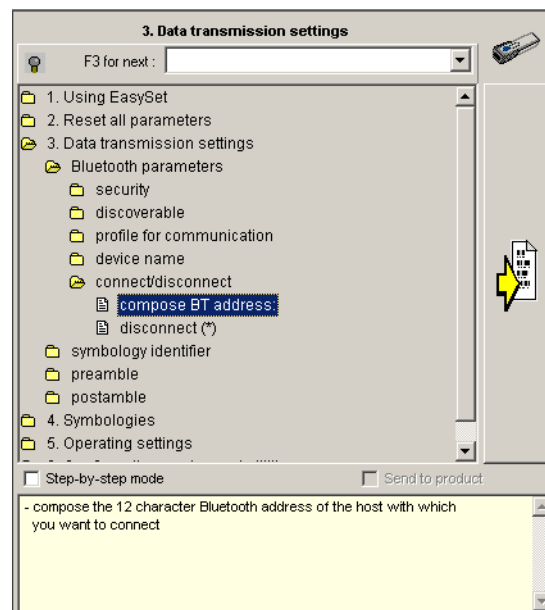 3. Data transmission settings
F3 for next :
1. Using EasySet
2. Reset all parameters
3. Data transmission settings
Bluetooth parameters
security
discoverable
profile for communication
device name
connect/disconnect
compose BT address:
disconnect (*)
symbology identifier
preamble
postamble
4. Symbologies
5. Operating settings
Step-by-step mode
Send to product
- compose the 12 character Bluetooth address of the host with which
you want to connect